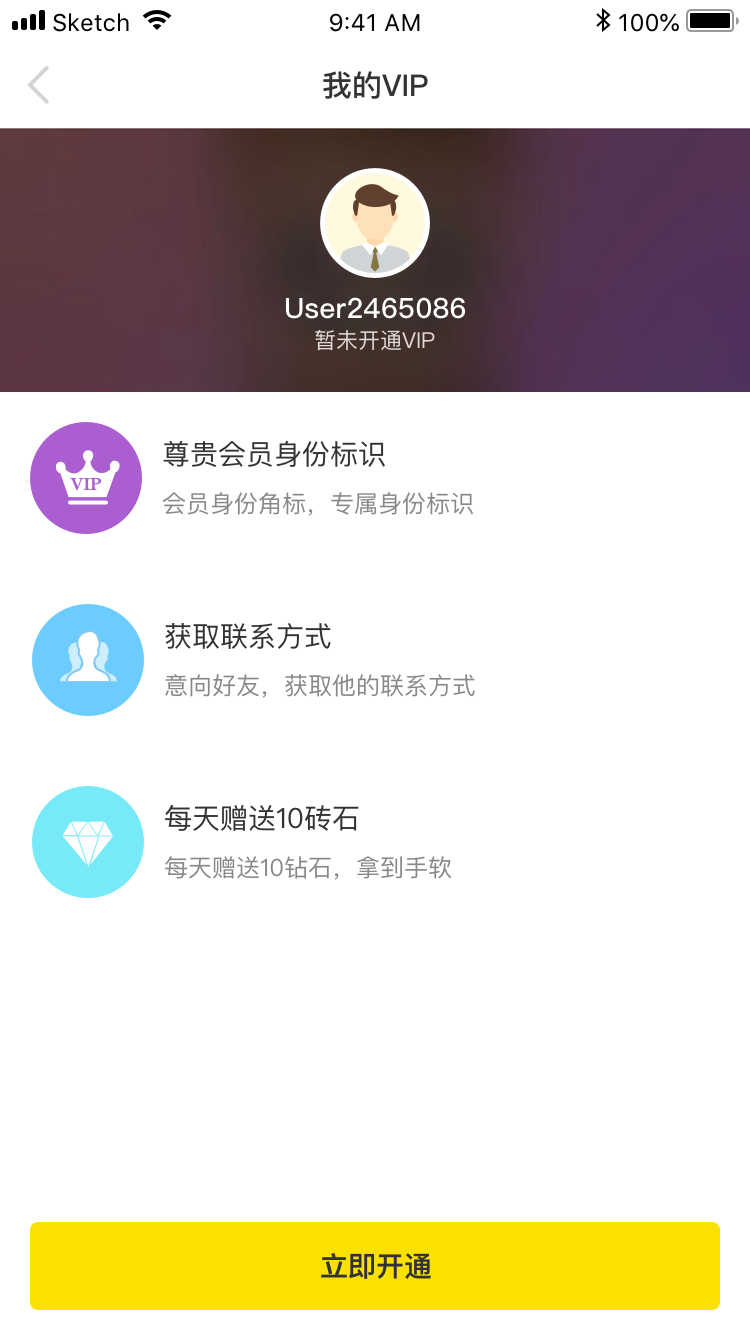 Sketch 9:41 AM 100%
我的VIP
User2465086
暂未开通VIP
VIP
尊贵会员身份标识
会员身份角标，专属身份标识
获取联系方式
意向好友，获取他的联系方式
每天赠送10砖石
每天赠送10钻石，拿到手软
立即开通